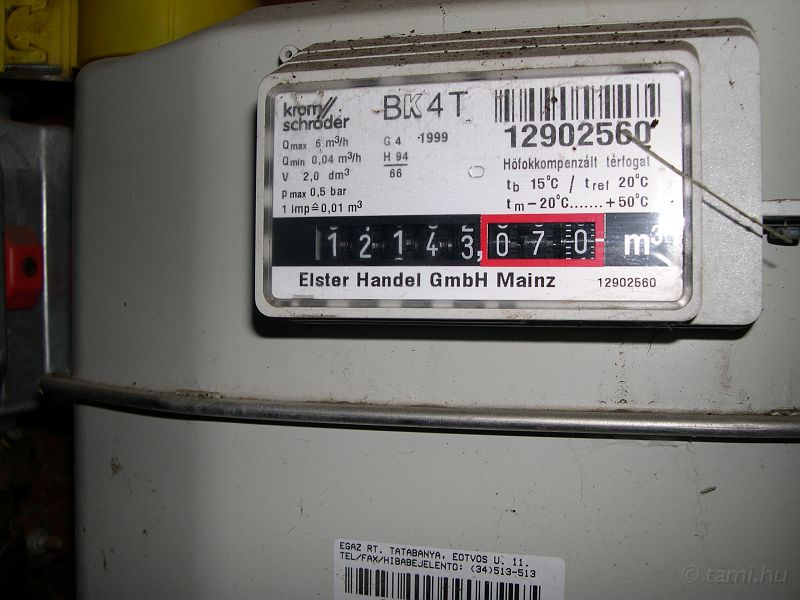 krom//
schröder
BK4T
Qmax 6 m³/h
G 4 1999
Qmin 0,04 m³/h
H 94
66
V 2,0 dm³
pmax 0,5 bar
1 imp ≙ 0,01 m³
12902560
Höfokkompenzált térfogat
tb 15°C / tref 20°C
tm -20°C.......+50°C
12143,070 m³
Elster Handel GmbH Mainz 12902560
EGAZ RT. TATABANYA, EOTVOS U. 11.
TEL/FAX/HIBABEJELENTO: (34)513-513
© tami.hu